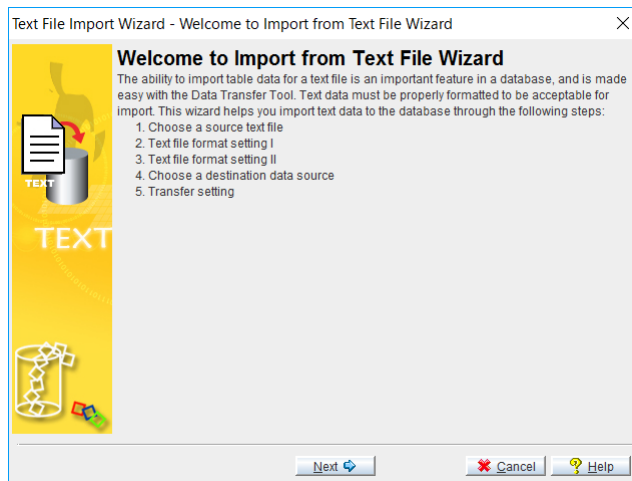 Text File Import Wizard - Welcome to Import from Text File Wizard
Welcome to Import from Text File Wizard
The ability to import table data for a text file is an important feature in a database, and is made
easy with the Data Transfer Tool. Text data must be properly formatted to be acceptable for
import. This wizard helps you import text data to the database through the following steps:
1. Choose a source text file
2. Text file format setting I
3. Text file format setting II
4. Choose a destination data source
5. Transfer setting
TEXT
TEXT
Next
Cancel
Help